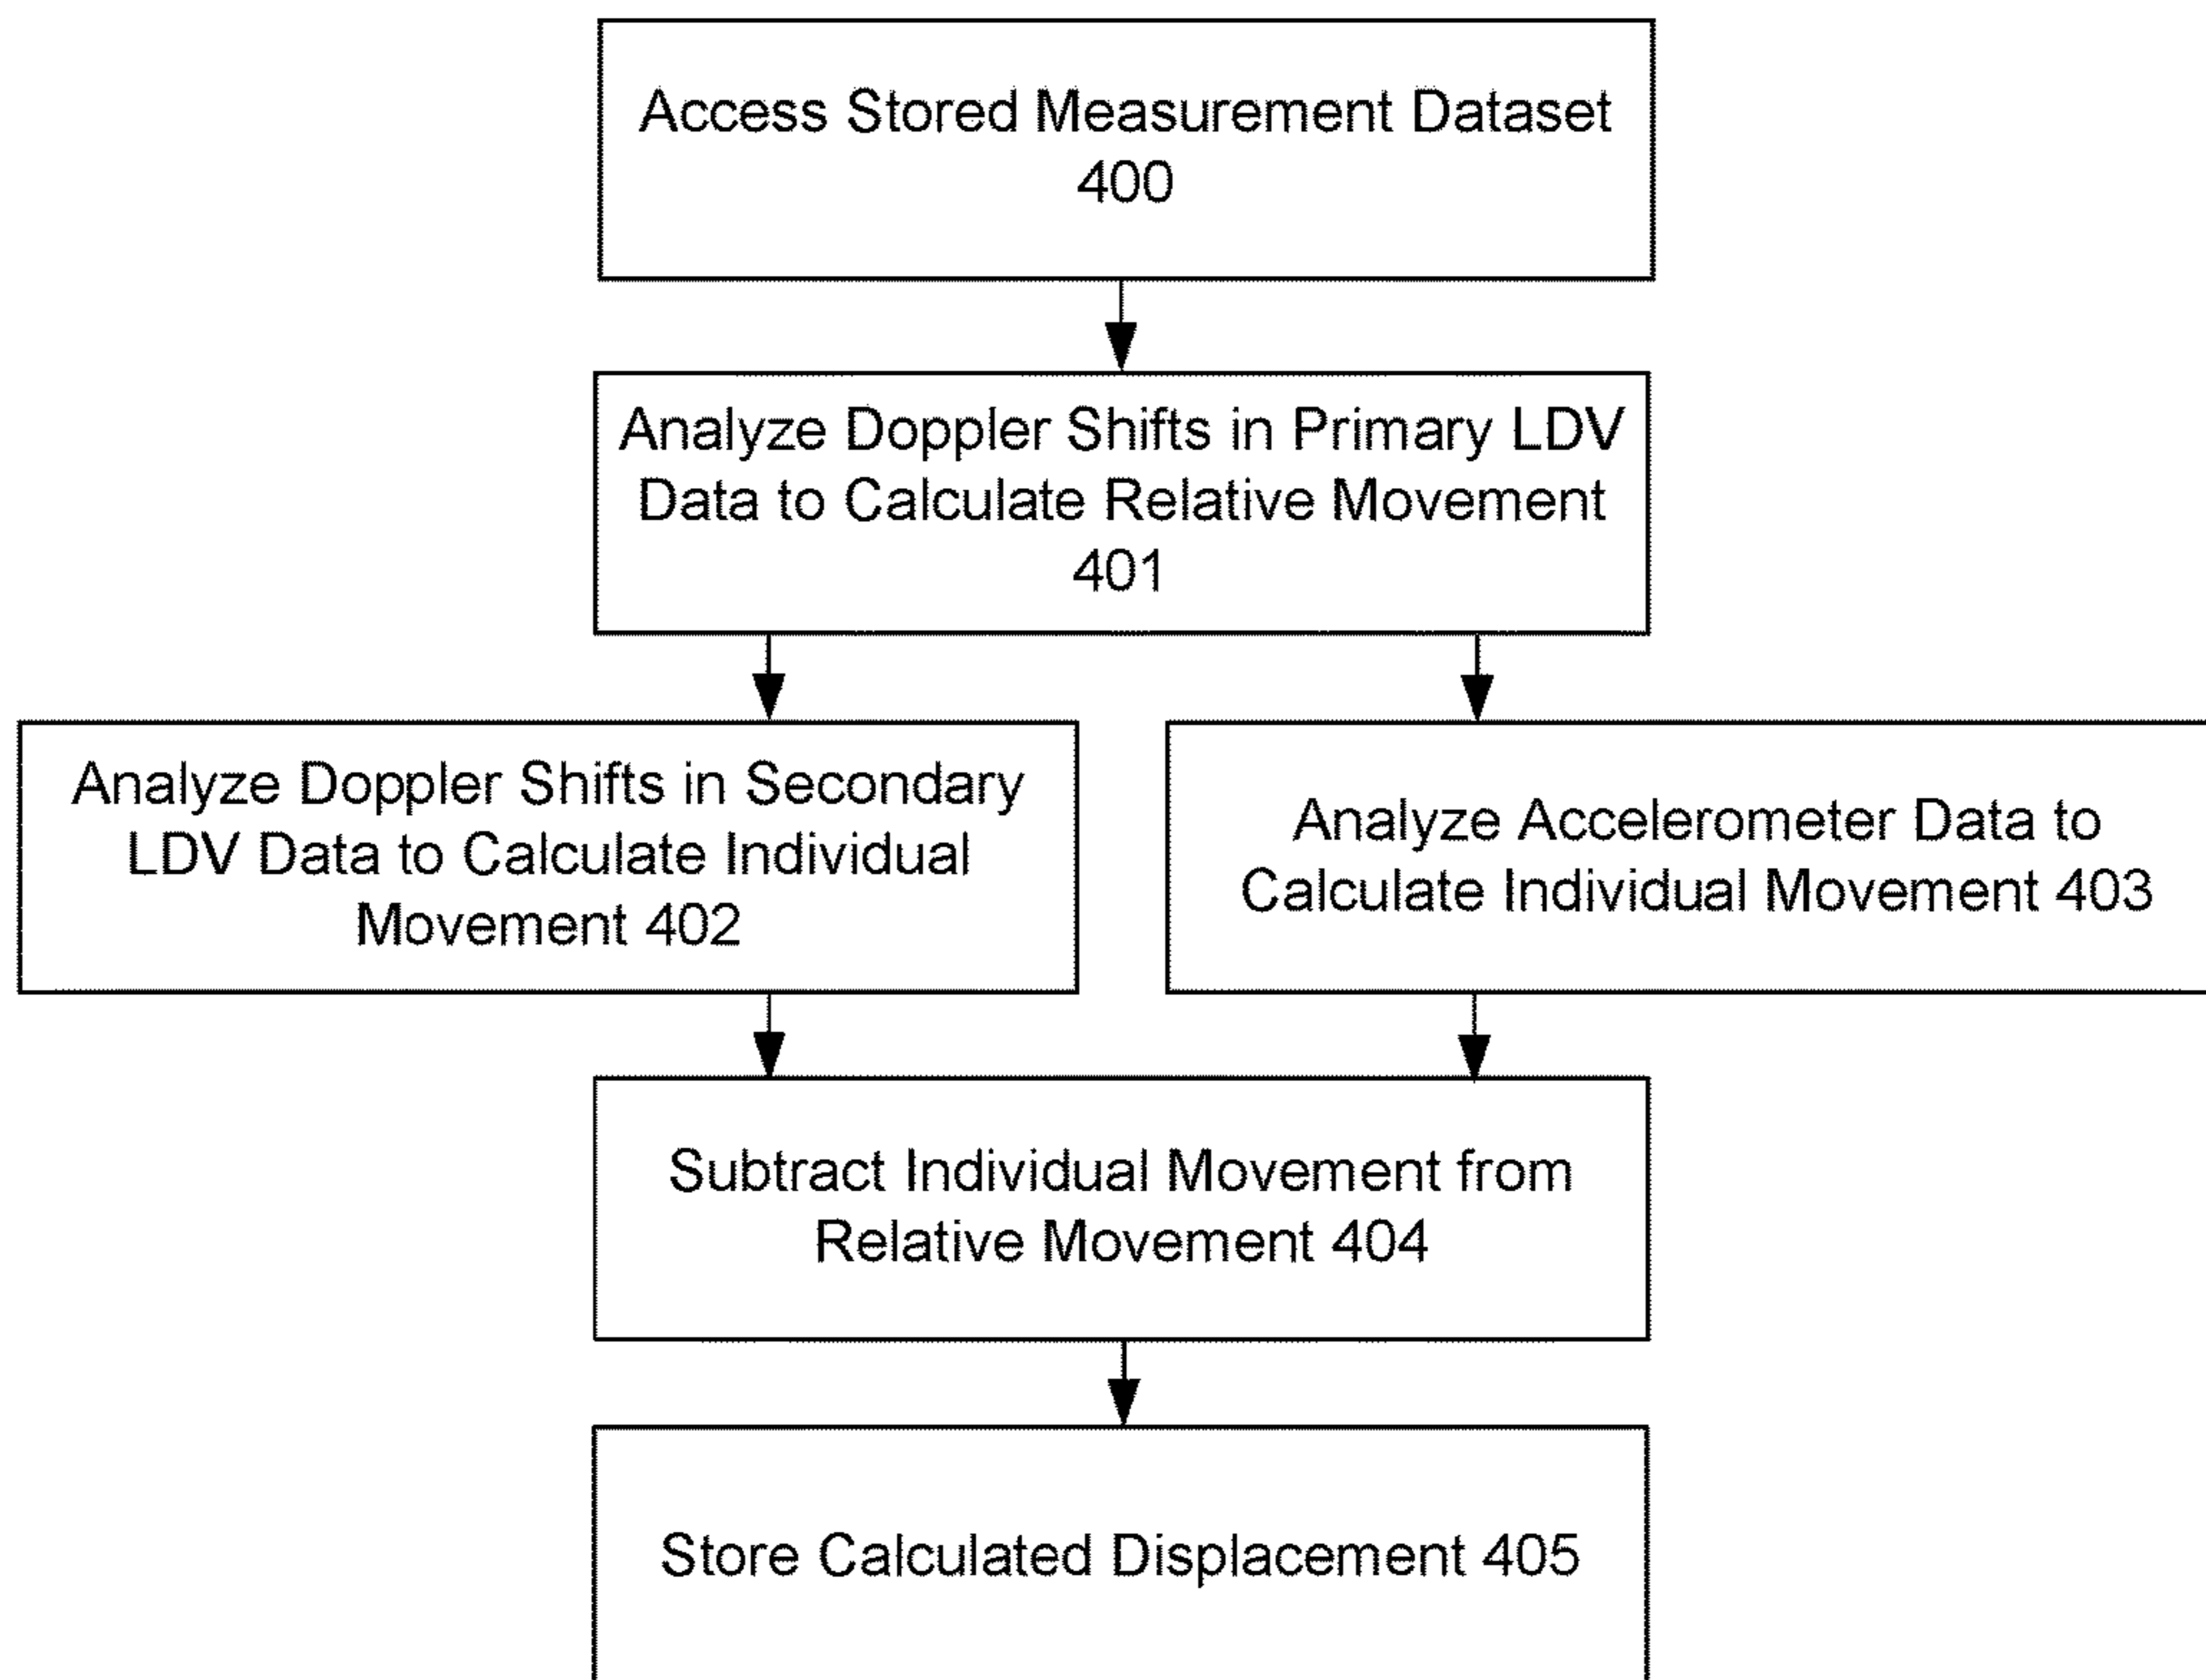 Access Stored Measurement Dataset
400
Analyze Doppler Shifts in Primary LDV
Data to Calculate Relative Movement
401
Analyze Doppler Shifts in Secondary
LDV Data to Calculate Individual
Movement 402
Analyze Accelerometer Data to
Calculate Individual Movement 403
Subtract Individual Movement from
Relative Movement 404
Store Calculated Displacement 405